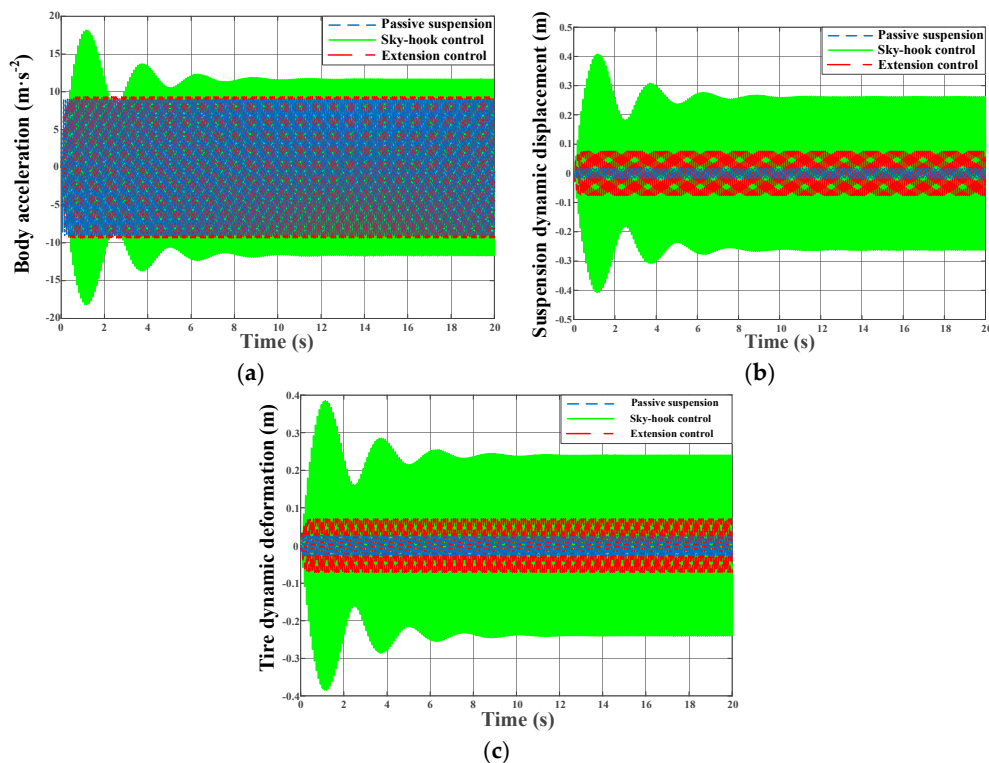 20
15
10
5
0
-5
-10
-15
-20
Body acceleration (m·s⁻²)
Passive suspension
Sky-hook control
Extension control
0 2 4 6 8 10 12 14 16 18 20
Time (s)
(a)
0.5
0.4
0.3
0.2
0.1
0
-0.1
-0.2
-0.3
-0.4
-0.5
Suspension dynamic displacement (m)
Passive suspension
Sky-hook control
Extension control
0 2 4 6 8 10 12 14 16 18 20
Time (s)
(b)
0.4
0.3
0.2
0.1
0
-0.1
-0.2
-0.3
-0.4
Tire dynamic deformation (m)
Passive suspension
Sky-hook control
Extension control
0 2 4 6 8 10 12 14 16 18 20
Time (s)
(c)